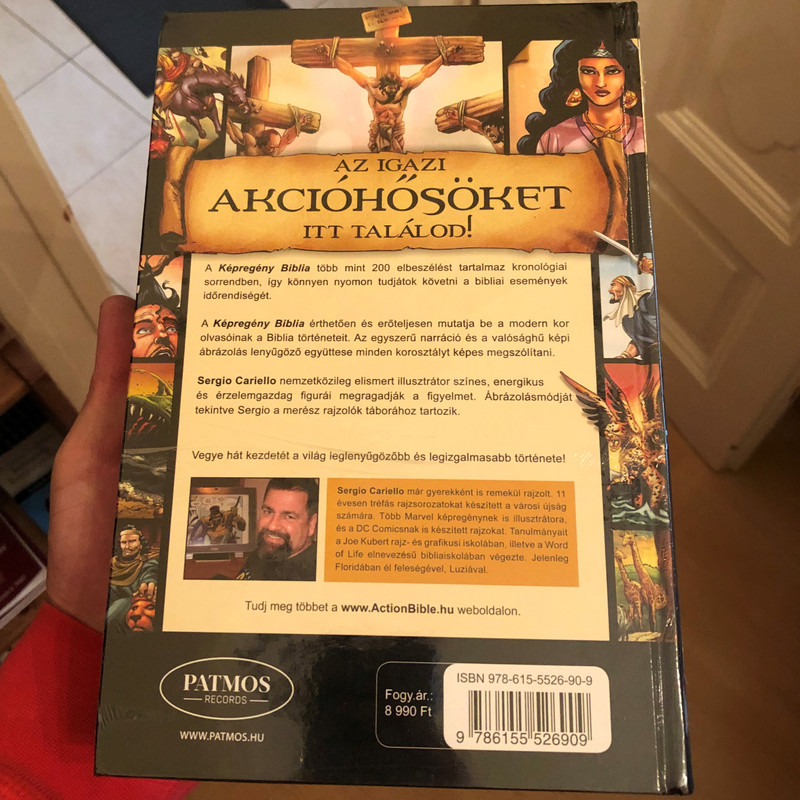 AZ IGAZI
AKCIÓHŐSÖKET
ITT TALÁLOD!
A Képregény Biblia több mint 200 elbeszélést tartalmaz kronológiai
sorrendben, így könnyen nyomon tudjátok követni a bibliai események
időrendiségét.
A Képregény Biblia érthetően és erőteljesen mutatja be a modern kor
olvasóinak a Biblia történeteit. Az egyszerű narráció és a valósághű képi
ábrázolás lenyűgöző együttese minden korosztályt képes megszólítani.
Sergio Cariello nemzetközileg elismert illusztrátor színes, energikus
és érzelemgazdag figurái megragadják a figyelmet. Ábrázolásmódját
tekintve Sergio a merész rajzolók táborához tartozik.
Vegye hát kezdetét a világ leglenyűgözőbb és legizgalmasabb története!
Sergio Cariello már gyerekként is remekül rajzolt. 11
évesen tréfás rajzsorozatokat készített a városi újság
számára. Több Marvel képregénynek is illusztrátora,
és a DC Comicsnak is készített rajzokat. Tanulmányait
a Joe Kubert rajz- és grafikus iskolában, illetve a Word
of Life elnevezésű bibliaiskolában végezte. Jelenleg
Floridában él feleségével, Luziával.
Tudj meg többet a www.ActionBible.hu weboldalon.
PATMOS
RECORDS
WWW.PATMOS.HU
Fogy.ár.:
8 990 Ft
ISBN 978-615-5526-90-9
9 786155 526909